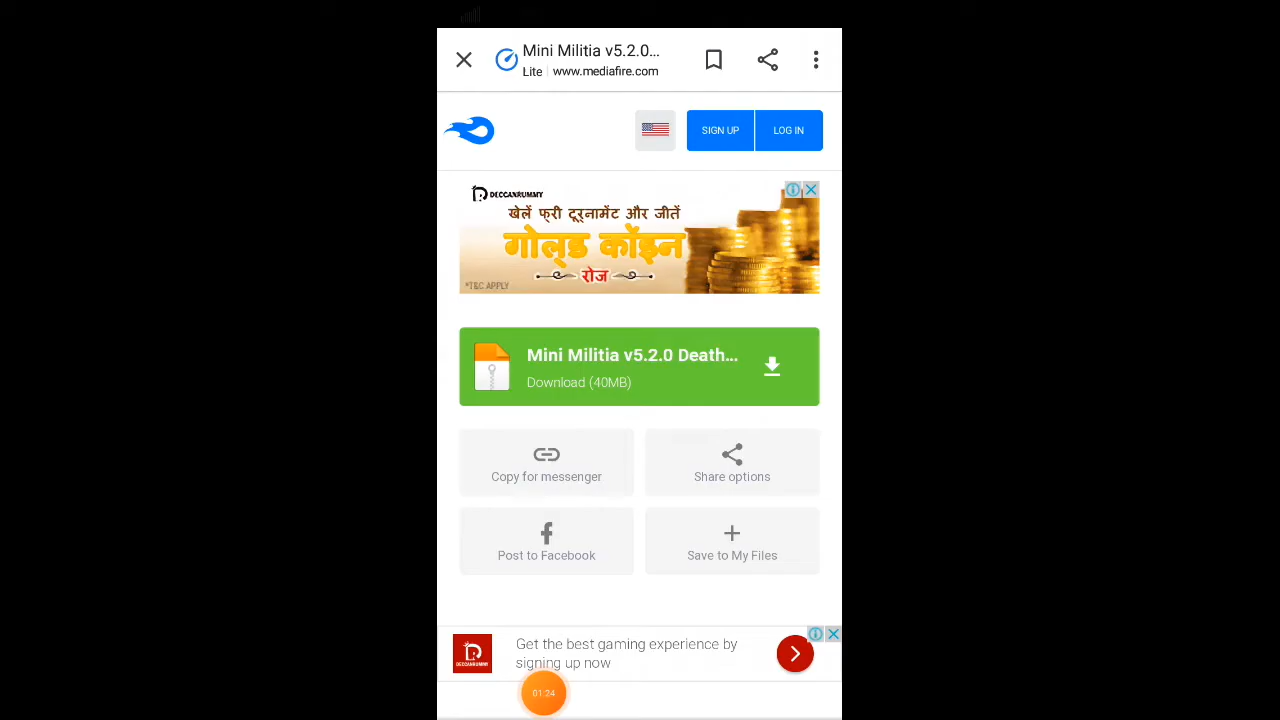 Mini Militia v5.2.0...
Lite www.mediafire.com
SIGN UP LOG IN
DECCANRUMMY
खेलें फ्री टूर्नामेंट और जीतें
गोल्ड कॉइन
रोज
*T&C APPLY
Mini Militia v5.2.0 Death...
Download (40MB)
Copy for messenger
Share options
Post to Facebook
Save to My Files
Get the best gaming experience by
signing up now
DECCANRUMMY
01:24